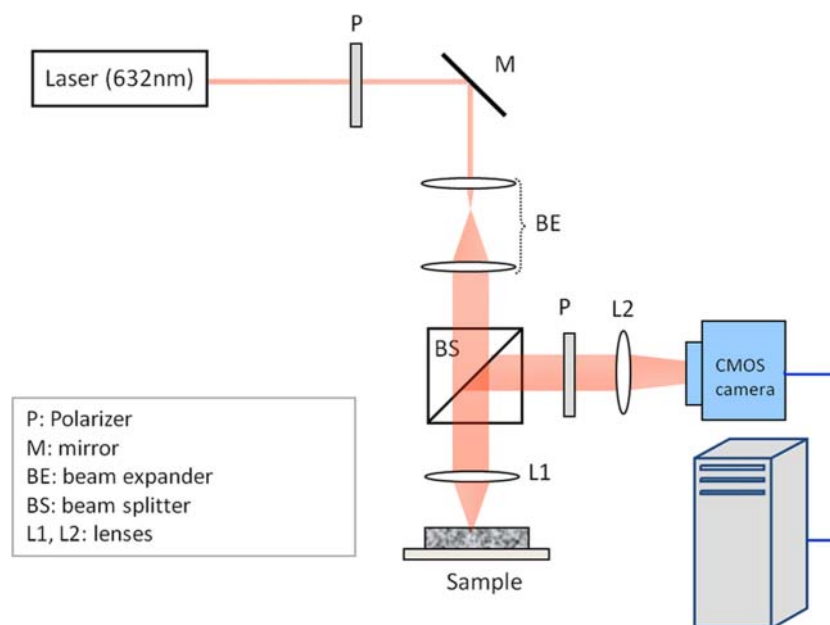 P
M
Laser (632nm)
BE
P
L2
BS
CMOS
camera
P: Polarizer
M: mirror
BE: beam expander
BS: beam splitter
L1, L2: lenses
L1
Sample